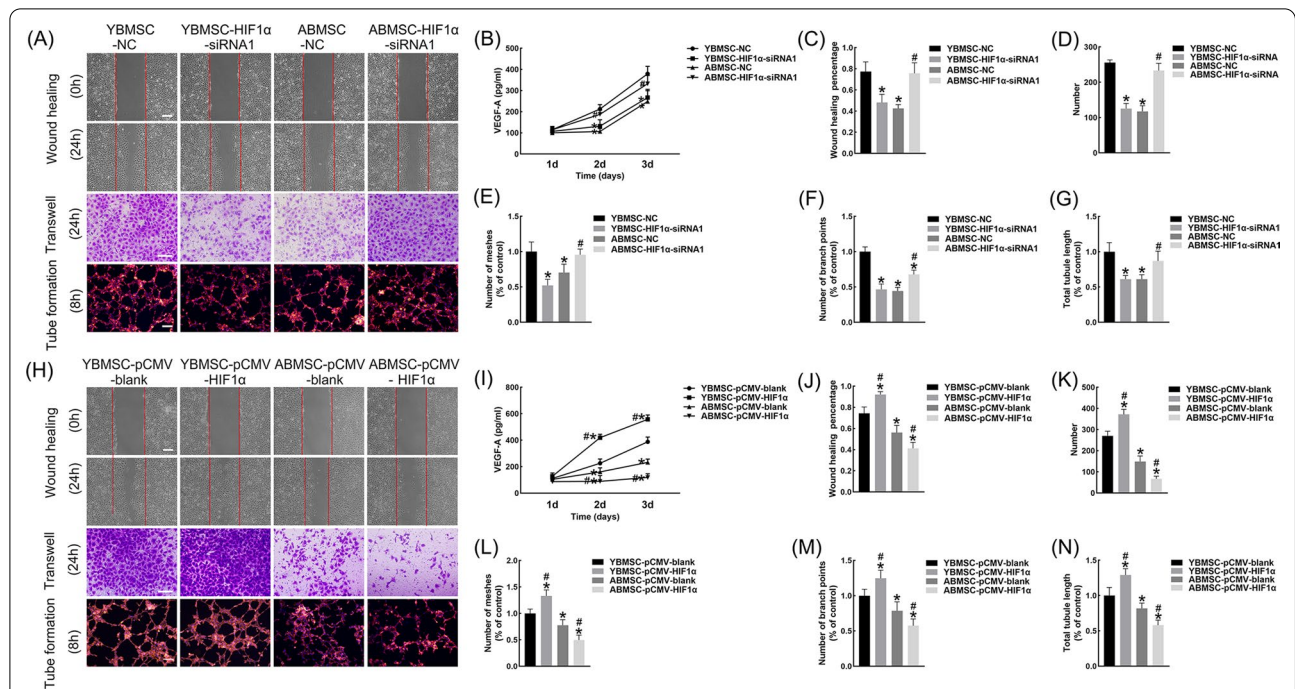 (A)
YBMSC
-NC
YBMSC-HIF1α
-siRNA1
ABMSC
-NC
ABMSC-HIF1α
-siRNA1
Wound healing
(0h)
(24h)
Transwell
(24h)
Tube formation
(8h)
(B)
400
300
200
100
0
VEGF-A (pg/ml)
1d 2d 3d
Time (days)
# * * # * *
YBMSC-NC
YBMSC-HIF1α-siRNA1
ABMSC-NC
ABMSC-HIF1α-siRNA1
(C)
1.0
0.8
0.6
0.4
0.2
0.0
Wound healing percentage
* * #
YBMSC-NC
YBMSC-HIF1α-siRNA1
ABMSC-NC
ABMSC-HIF1α-siRNA1
(D)
300
200
100
0
Number
* * #
YBMSC-NC
YBMSC-HIF1α-siRNA
ABMSC-NC
ABMSC-HIF1α-siRNA
(E)
1.5
1.0
0.5
0.0
Number of meshes
(% of control)
* * #
YBMSC-NC
YBMSC-HIF1α-siRNA1
ABMSC-NC
ABMSC-HIF1α-siRNA1
(F)
1.5
1.0
0.5
0.0
Number of branch points
(% of control)
* * # *
YBMSC-NC
YBMSC-HIF1α-siRNA1
ABMSC-NC
ABMSC-HIF1α-siRNA1
(G)
1.5
1.0
0.5
0.0
Total tubule length
(% of control)
* * #
YBMSC-NC
YBMSC-HIF1α-siRNA1
ABMSC-NC
ABMSC-HIF1α-siRNA1
(H)
YBMSC-pCMV
-blank
YBMSC-pCMV
-HIF1α
ABMSC-pCMV
-blank
ABMSC-pCMV
- HIF1α
Wound healing
(0h)
(24h)
Transwell
(24h)
Tube formation
(8h)
(I)
800
600
400
200
0
VEGF-A (pg/ml)
1d 2d 3d
Time (days)
#* * #* #* * #*
YBMSC-pCMV-blank
YBMSC-pCMV-HIF1α
ABMSC-pCMV-blank
ABMSC-pCMV-HIF1α
(J)
1.0
0.8
0.6
0.4
0.2
0.0
Wound healing percentage
# * * # *
YBMSC-pCMV-blank
YBMSC-pCMV-HIF1α
ABMSC-pCMV-blank
ABMSC-pCMV-HIF1α
(K)
400
300
200
100
0
Number
# * * # *
YBMSC-pCMV-blank
YBMSC-pCMV-HIF1α
ABMSC-pCMV-blank
ABMSC-pCMV-HIF1α
(L)
2.0
1.5
1.0
0.5
0.0
Number of meshes
(% of control)
# * * # *
YBMSC-pCMV-blank
YBMSC-pCMV-HIF1α
ABMSC-pCMV-blank
ABMSC-pCMV-HIF1α
(M)
1.5
1.0
0.5
0.0
Number of branch points
(% of control)
# * * # *
YBMSC-pCMV-blank
YBMSC-pCMV-HIF1α
ABMSC-pCMV-blank
ABMSC-pCMV-HIF1α
(N)
1.5
1.0
0.5
0.0
Total tubule length
(% of control)
# * * # *
YBMSC-pCMV-blank
YBMSC-pCMV-HIF1α
ABMSC-pCMV-blank
ABMSC-pCMV-HIF1α